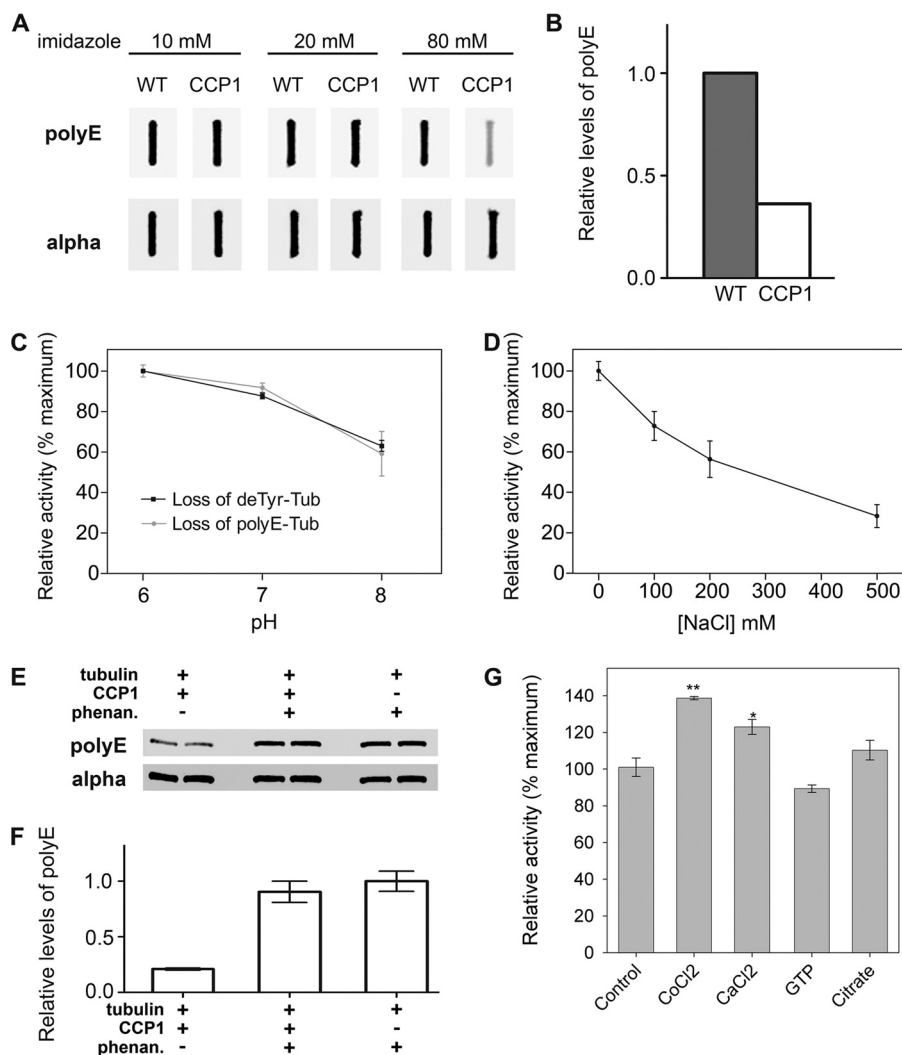 A
imidazole 10 mM 20 mM 80 mM
WT CCP1 WT CCP1 WT CCP1
polyE
alpha
B
Relative levels of polyE
1.0
0.5
0.0
WT CCP1
C
Relative activity (% maximum)
100
80
60
40
20
0
Loss of deTyr-Tub
Loss of polyE-Tub
6 7 8
pH
D
Relative activity (% maximum)
100
80
60
40
20
0
0 100 200 300 400 500
[NaCl] mM
E
tubulin + + +
CCP1 + + -
phenan. - + +
polyE
alpha
F
Relative levels of polyE
1.0
0.5
0.0
tubulin + + +
CCP1 + + -
phenan. - + +
G
Relative activity (% maximum)
140
120
100
80
60
40
20
0
** *
Control CoCl2 CaCl2 GTP Citrate